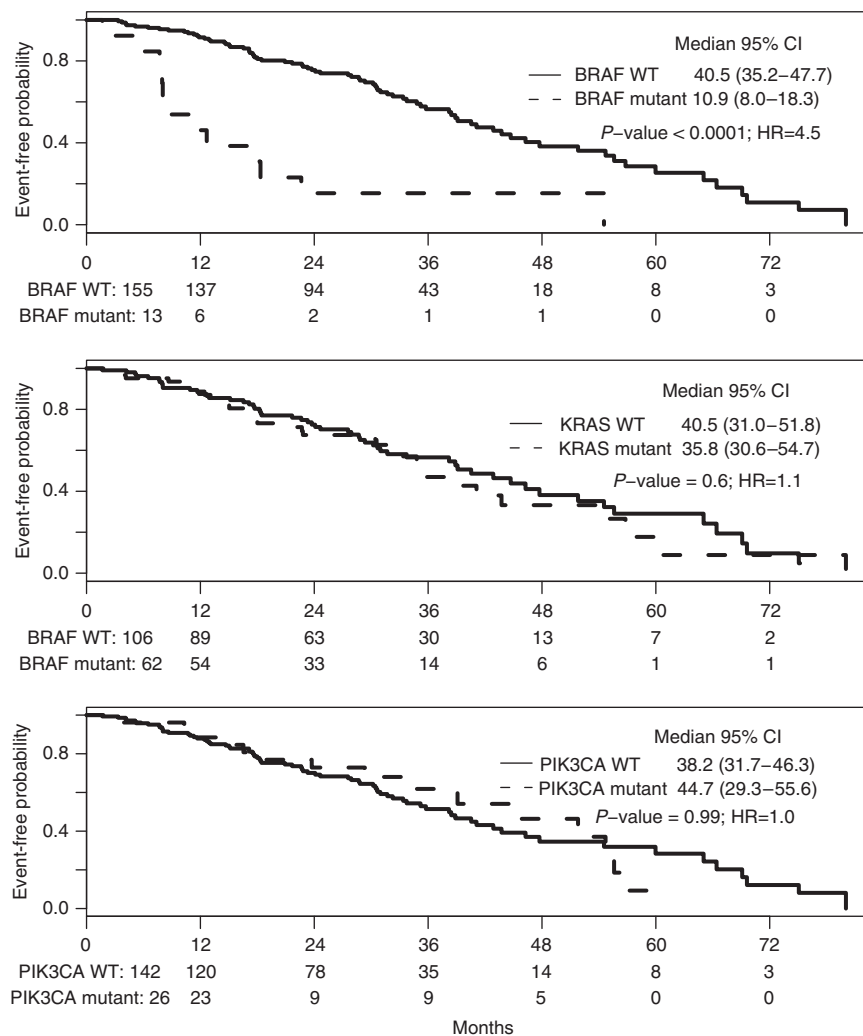 Event-free probability
0.8
0.4
0.0
Median 95% CI
BRAF WT 40.5 (35.2–47.7)
BRAF mutant 10.9 (8.0–18.3)
P–value < 0.0001; HR=4.5
0 12 24 36 48 60 72
BRAF WT: 155 137 94 43 18 8 3
BRAF mutant: 13 6 2 1 1 0 0
Event-free probability
0.8
0.4
0.0
Median 95% CI
KRAS WT 40.5 (31.0–51.8)
KRAS mutant 35.8 (30.6–54.7)
P–value = 0.6; HR=1.1
0 12 24 36 48 60 72
BRAF WT: 106 89 63 30 13 7 2
BRAF mutant: 62 54 33 14 6 1 1
Event-free probability
0.8
0.4
0.0
Median 95% CI
PIK3CA WT 38.2 (31.7–46.3)
PIK3CA mutant 44.7 (29.3–55.6)
P–value = 0.99; HR=1.0
0 12 24 36 48 60 72
PIK3CA WT: 142 120 78 35 14 8 3
PIK3CA mutant: 26 23 9 9 5 0 0
Months